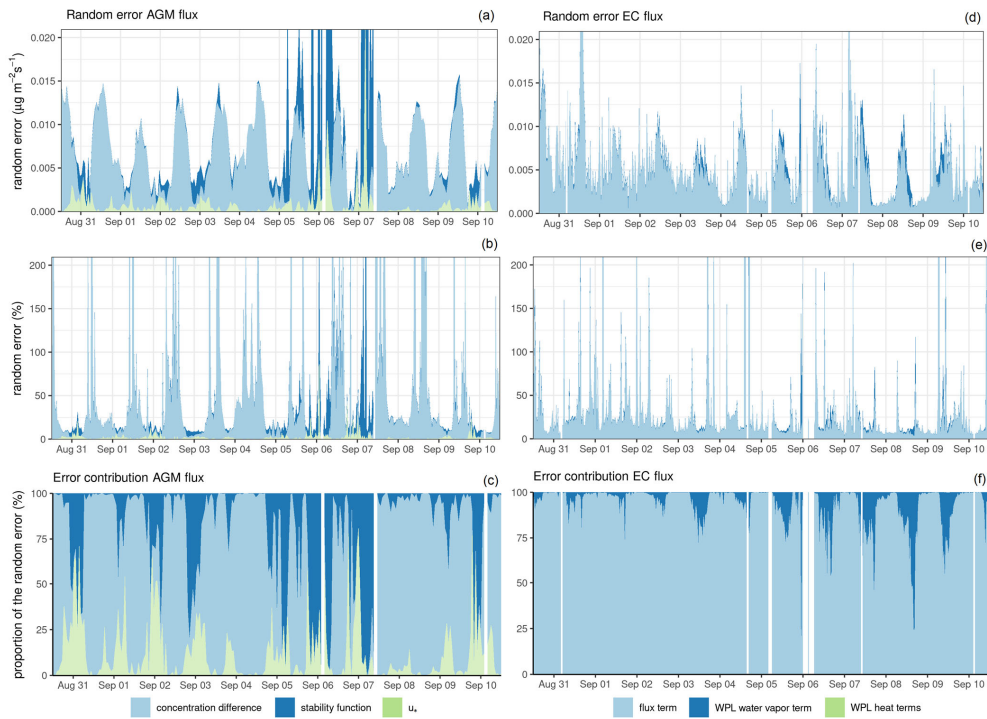 Random error AGM flux
(a)
random error (µg m⁻²s⁻¹)
0.020
0.015
0.010
0.005
0.000
Aug 31 Sep 01 Sep 02 Sep 03 Sep 04 Sep 05 Sep 06 Sep 07 Sep 08 Sep 09 Sep 10
(b)
random error (%)
200
150
100
50
0
Aug 31 Sep 01 Sep 02 Sep 03 Sep 04 Sep 05 Sep 06 Sep 07 Sep 08 Sep 09 Sep 10
Error contribution AGM flux
(c)
proportion of the random error (%)
100
75
50
25
0
Aug 31 Sep 01 Sep 02 Sep 03 Sep 04 Sep 05 Sep 06 Sep 07 Sep 08 Sep 09 Sep 10
concentration difference stability function u*
Random error EC flux
(d)
0.020
0.015
0.010
0.005
0.000
Aug 31 Sep 01 Sep 02 Sep 03 Sep 04 Sep 05 Sep 06 Sep 07 Sep 08 Sep 09 Sep 10
(e)
200
150
100
50
0
Aug 31 Sep 01 Sep 02 Sep 03 Sep 04 Sep 05 Sep 06 Sep 07 Sep 08 Sep 09 Sep 10
Error contribution EC flux
(f)
100
75
50
25
0
Aug 31 Sep 01 Sep 02 Sep 03 Sep 04 Sep 05 Sep 06 Sep 07 Sep 08 Sep 09 Sep 10
flux term WPL water vapor term WPL heat terms